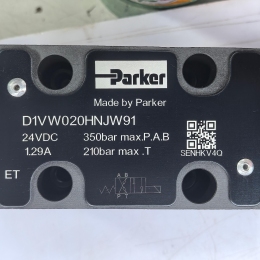 Parker
Made by Parker
D1VW020HNJW91
24VDC 350bar max.P.A.B
1.29A 210bar max .T
SENHKV4Q
ET